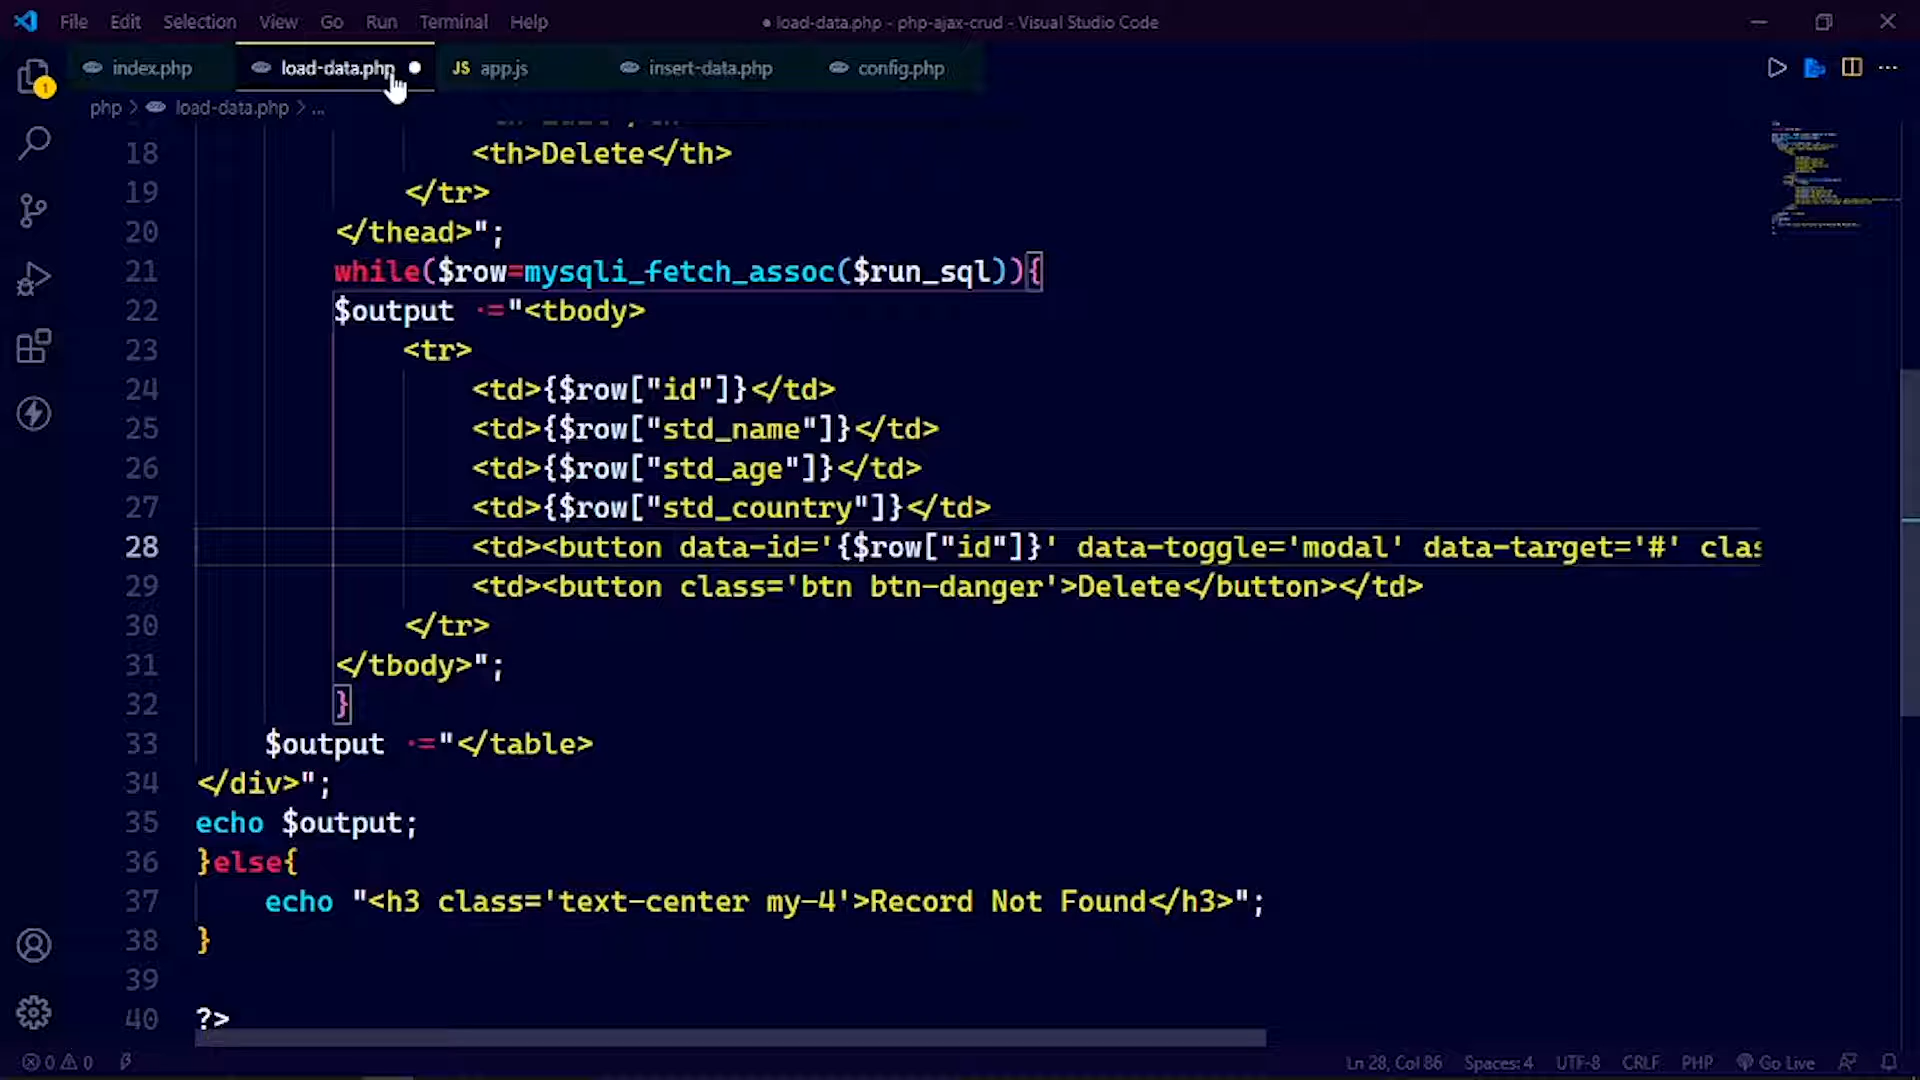 File Edit Selection View Go Run Terminal Help
● load-data.php - php-ajax-crud - Visual Studio Code
index.php load-data.php ● JS app.js insert-data.php config.php
php > load-data.php > ...
18 <th>Delete</th>
19 </tr>
20 </thead>";
21 while($row=mysqli_fetch_assoc($run_sql)){
22 $output .="<tbody>
23 <tr>
24 <td>{$row["id"]}</td>
25 <td>{$row["std_name"]}</td>
26 <td>{$row["std_age"]}</td>
27 <td>{$row["std_country"]}</td>
28 <td><button data-id='{$row["id"]}' data-toggle='modal' data-target='#' clas
29 <td><button class='btn btn-danger'>Delete</button></td>
30 </tr>
31 </tbody>";
32 }
33 $output .="</table>
34 </div>";
35 echo $output;
36 }else{
37 echo "<h3 class='text-center my-4'>Record Not Found</h3>";
38 }
39
40 ?>
1
0 0 Ln 28, Col 86 Spaces: 4 UTF-8 CRLF PHP Go Live